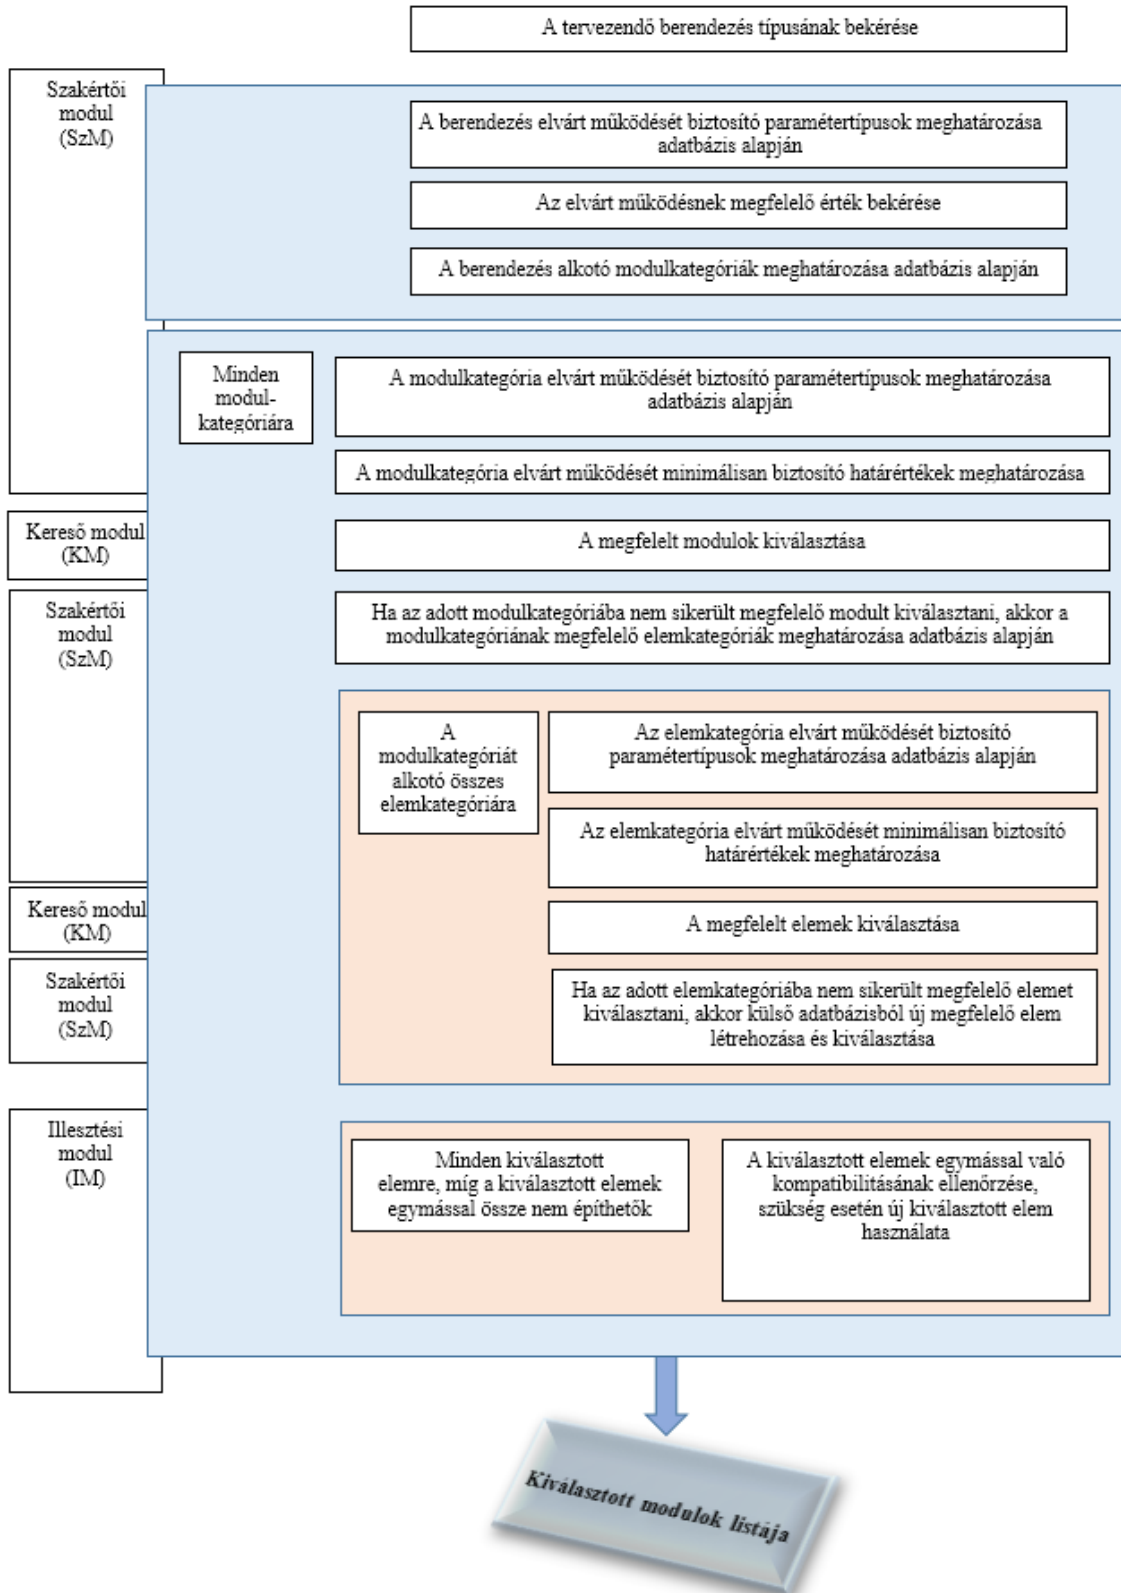 A tervezendő berendezés típusának bekérése
Szakértői
modul
(SzM)
A berendezés elvárt működését biztosító paramétertípusok meghatározása
adatbázis alapján
Az elvárt működésnek megfelelő érték bekérése
A berendezés alkotó modulkategóriák meghatározása adatbázis alapján
Minden
modul-
kategóriára
A modulkategória elvárt működését biztosító paramétertípusok meghatározása
adatbázis alapján
A modulkategória elvárt működését minimálisan biztosító határértékek meghatározása
Kereső modul
(KM)
A megfelelt modulok kiválasztása
Szakértői
modul
(SzM)
Ha az adott modulkategóriába nem sikerült megfelelő modult kiválasztani, akkor a
modulkategóriának megfelelő elemkategóriák meghatározása adatbázis alapján
A
modulkategóriát
alkotó összes
elemkategóriára
Az elemkategória elvárt működését biztosító
paramétertípusok meghatározása adatbázis alapján
Az elemkategória elvárt működését minimálisan biztosító
határértékek meghatározása
Kereső modul
(KM)
A megfelelt elemek kiválasztása
Szakértői
modul
(SzM)
Ha az adott elemkategóriába nem sikerült megfelelő elemet
kiválasztani, akkor külső adatbázisból új megfelelő elem
létrehozása és kiválasztása
Illesztési
modul
(IM)
Minden kiválasztott
elemre, míg a kiválasztott elemek
egymással össze nem építhetők
A kiválasztott elemek egymással való
kompatibilitásának ellenőrzése,
szükség esetén új kiválasztott elem
használata
Kiválasztott modulok listája